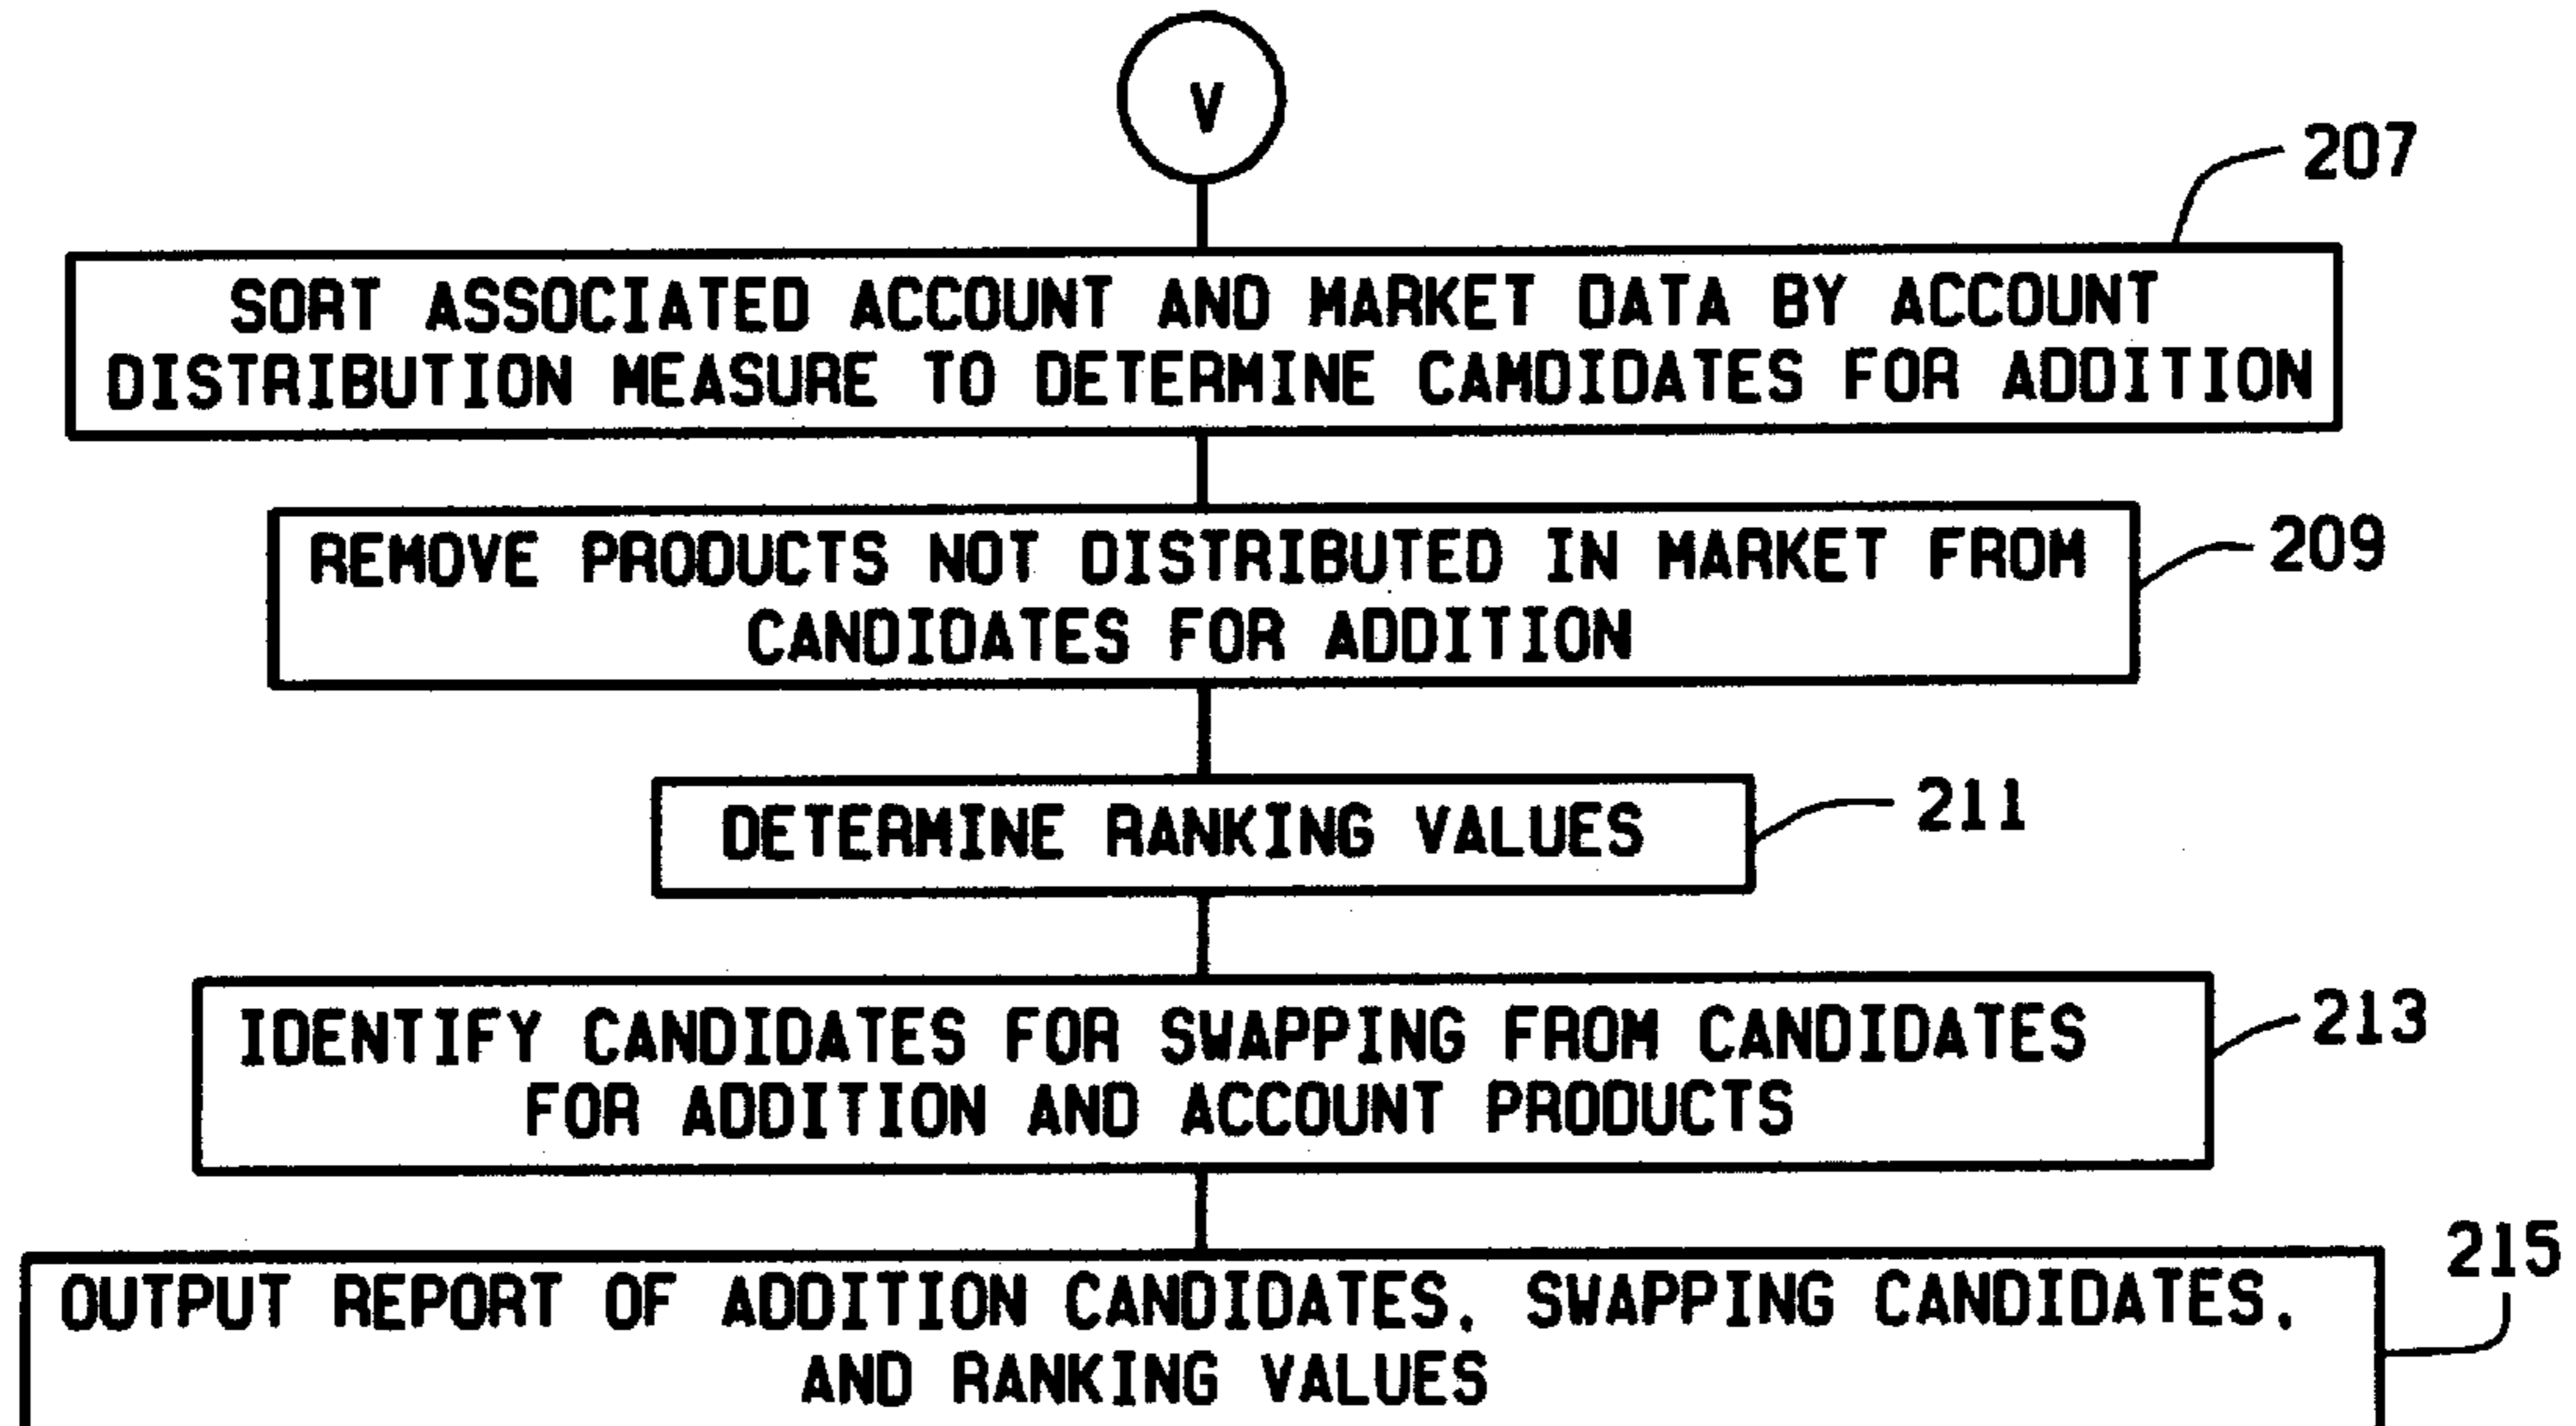 V
207
SORT ASSOCIATED ACCOUNT AND MARKET DATA BY ACCOUNT
DISTRIBUTION MEASURE TO DETERMINE CAMDIDATES FOR ADDITION
REMOVE PRODUCTS NOT DISTRIBUTED IN MARKET FROM
209
CANDIDATES FOR ADDITION
DETERMINE RANKING VALUES
211
IDENTIFY CANDIDATES FOR SWAPPING FROM CANDIDATES
213
FOR ADDITION AND ACCOUNT PRODUCTS
215
OUTPUT REPORT OF ADDITION CANDIDATES, SWAPPING CANDIDATES,
AND RANKING VALUES